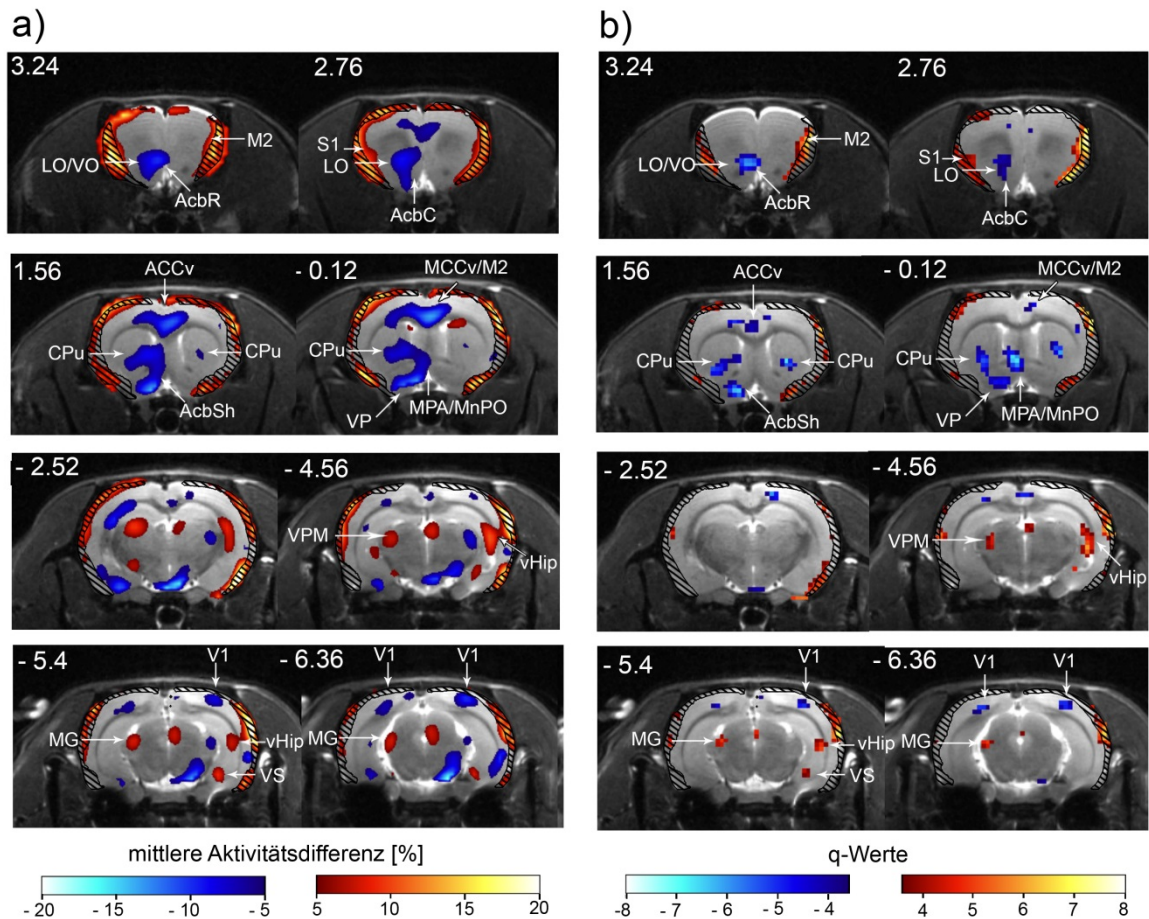 a)
3.24 2.76
M2
LO/VO
AcbR
S1
LO
AcbC
1.56 - 0.12
ACCv
MCCv/M2
CPu
CPu
CPu
AcbSh
VP
MPA/MnPO
- 2.52 - 4.56
VPM
vHip
- 5.4 - 6.36
V1
V1
V1
MG
vHip
MG
VS
mittlere Aktivitätsdifferenz [%]
- 20 - 15 - 10 - 5
5 10 15 20
b)
3.24 2.76
M2
LO/VO
AcbR
S1
LO
AcbC
1.56 - 0.12
ACCv
MCCv/M2
CPu
CPu
CPu
AcbSh
VP
MPA/MnPO
- 2.52 - 4.56
VPM
vHip
- 5.4 - 6.36
V1
V1
V1
MG
vHip
MG
VS
q-Werte
-8 -7 -6 -5 -4
4 5 6 7 8